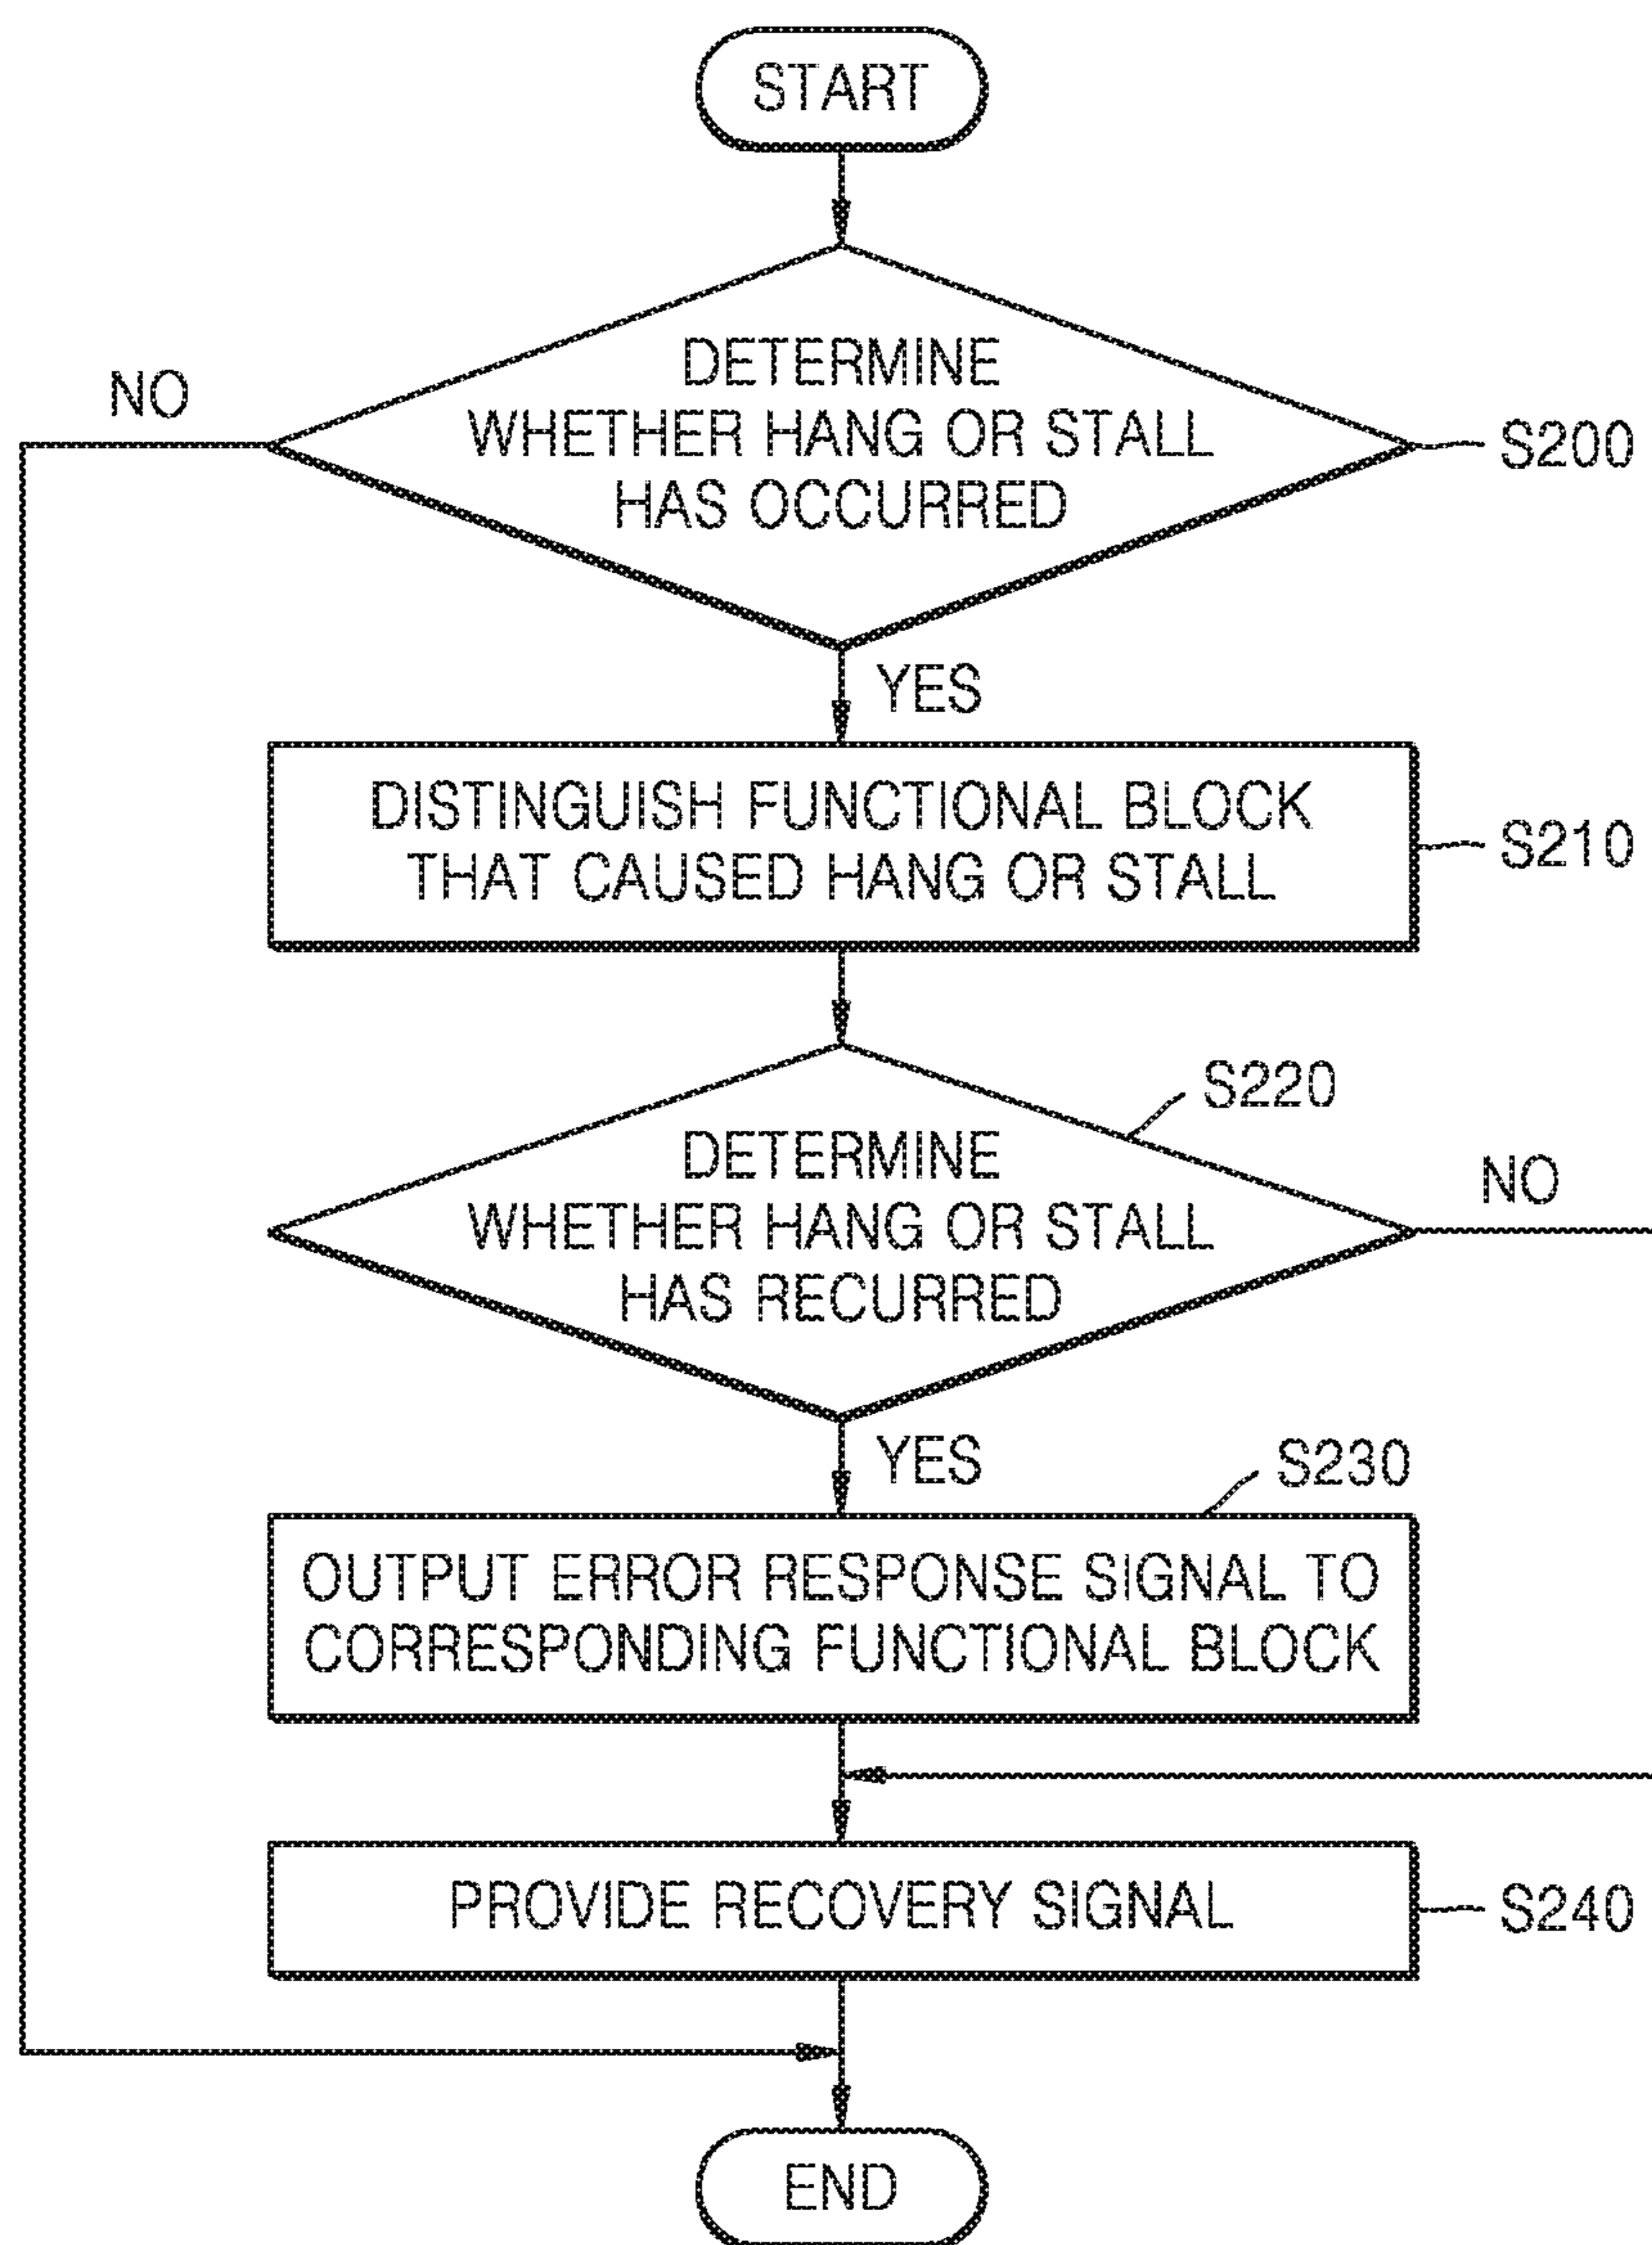 START
DETERMINE
WHETHER HANG OR STALL
HAS OCCURRED
NO
S200
YES
DISTINGUISH FUNCTIONAL BLOCK
THAT CAUSED HANG OR STALL
S210
S220
DETERMINE
WHETHER HANG OR STALL
HAS RECURRED
NO
YES
S230
OUTPUT ERROR RESPONSE SIGNAL TO
CORRESPONDING FUNCTIONAL BLOCK
PROVIDE RECOVERY SIGNAL
S240
END